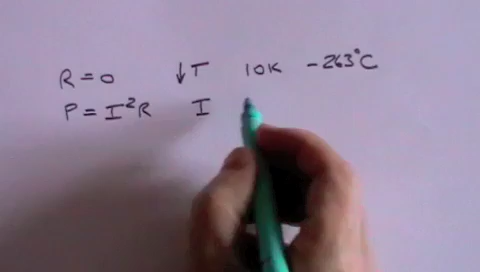 R = 0 ↓T 10K -263°C
P = I²R I